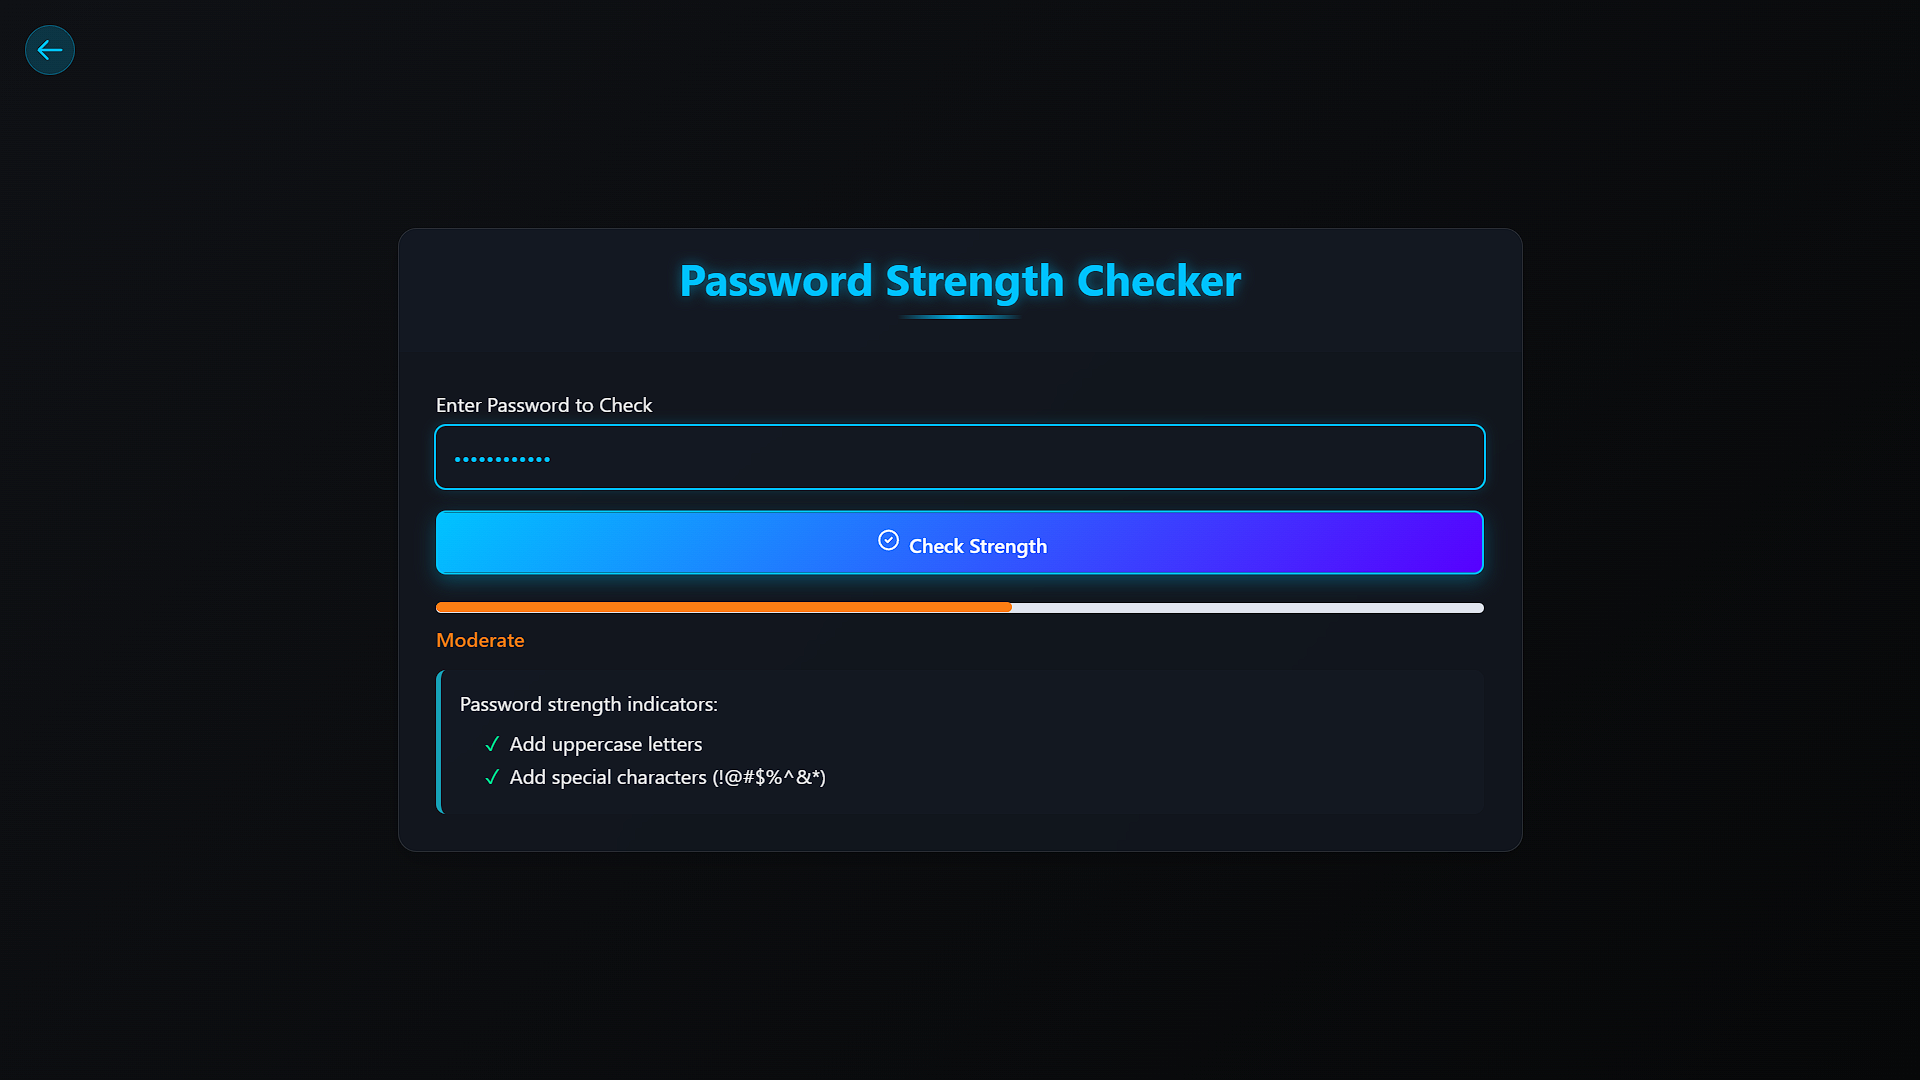 Password Strength Checker
Enter Password to Check
••••••••••••
Check Strength
Moderate
Password strength indicators:
✓ Add uppercase letters
✓ Add special characters (!@#$%^&*)